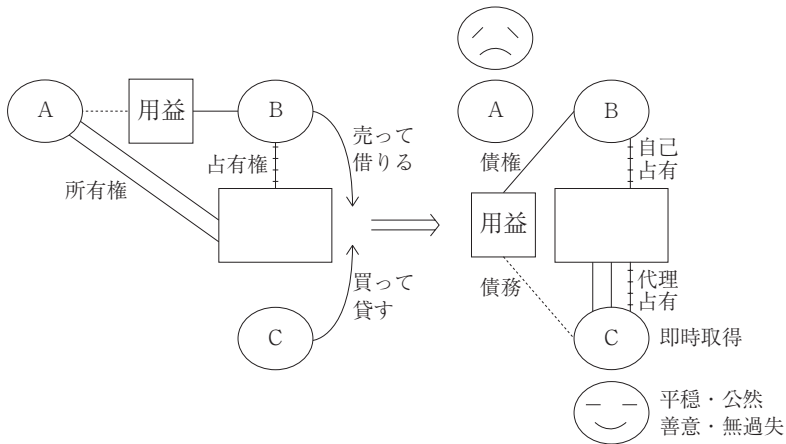 A
用益
B
占有権
所有権
売って
借りる
買って
貸す
C
A
B
債権
自己
占有
用益
債務
代理
占有
C
即時取得
平穏・公然
善意・無過失